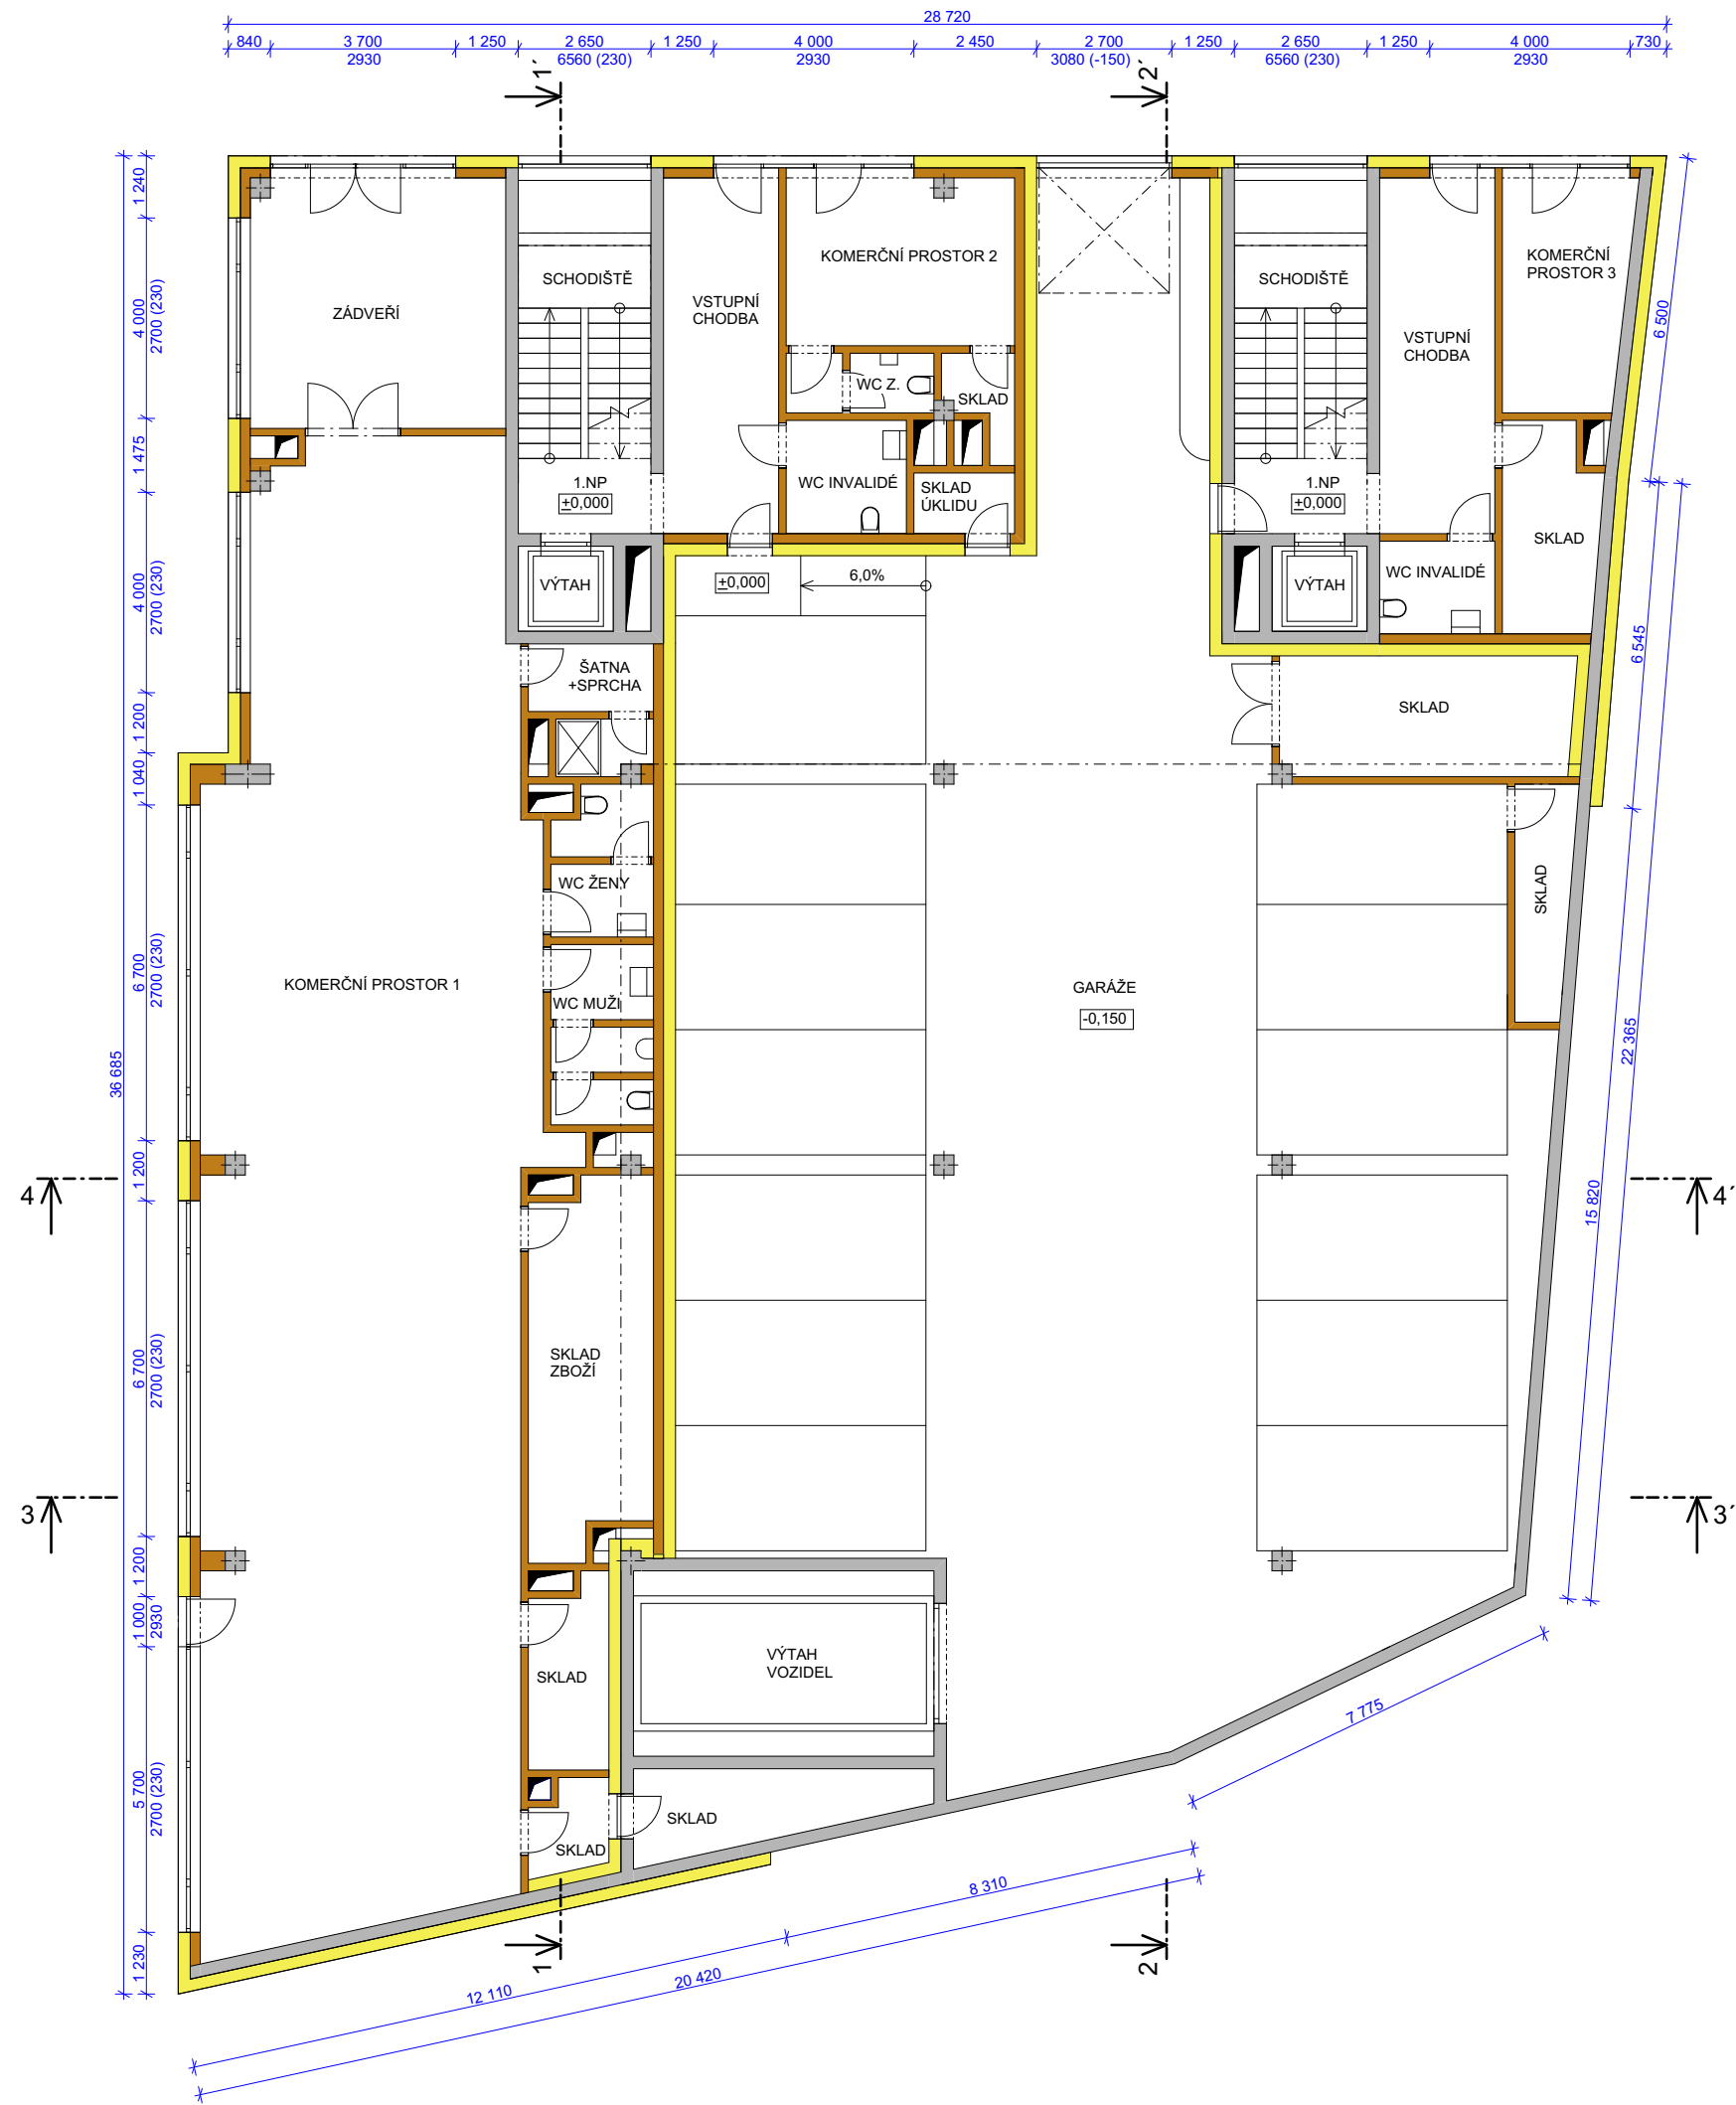 28 720
840 3 700 1 250 2 650 1 250 4 000 2 450 2 700 1 250 2 650 1 250 4 000 730
2930 6560 (230) 2930 3080 (-150) 6560 (230) 2930
1´ 2´
1 240
4 000
2700 (230)
1 475
4 000
2700 (230)
1 200
1 040
6 700
2700 (230)
36 685
1 200
6 700
2700 (230)
1 200
1 000
2930
5 700
2700 (230)
1 230
ZÁDVEŘÍ
SCHODIŠTĚ
VSTUPNÍ
CHODBA
KOMERČNÍ PROSTOR 2
WC Z.
SKLAD
WC INVALIDÉ
SKLAD
ÚKLIDU
1.NP
±0,000
VÝTAH
±0,000
6,0%
SCHODIŠTĚ
VSTUPNÍ
CHODBA
KOMERČNÍ
PROSTOR 3
1.NP
±0,000
VÝTAH
WC INVALIDÉ
SKLAD
SKLAD
SKLAD
ŠATNA
+SPRCHA
WC ŽENY
WC MUŽI
KOMERČNÍ PROSTOR 1
GARÁŽE
-0,150
SKLAD
ZBOŽÍ
SKLAD
VÝTAH
VOZIDEL
SKLAD
SKLAD
6 500
6 545
22 365
15 820
7 775
8 310
12 110
20 420
4 4´
3 3´
1 2